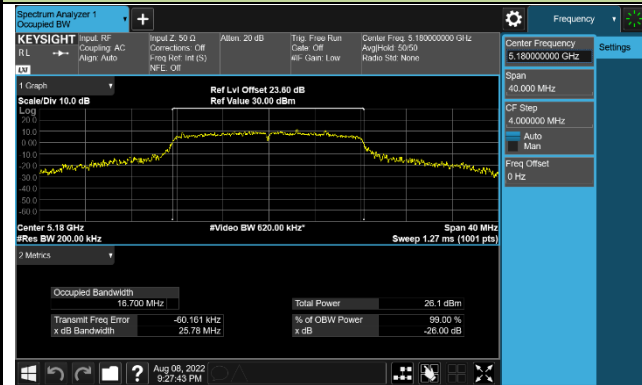 Spectrum Analyzer 1
Occupied BW
Frequency
KEYSIGHT
Input: RF
Input Z: 50 Ω
Atten: 20 dB
Trig: Free Run
Center Freq: 5.180000000 GHz
RL
Coupling: AC
Corrections: Off
Gate: Off
Avg|Hold: 50/50
Align: Auto
Freq Ref: Int (S)
#IF Gain: Low
Radio Std: None
LXI
NFE: Off
Center Frequency
5.180000000 GHz
Settings
Span
40.000 MHz
CF Step
4.000000 MHz
Auto
Man
Freq Offset
0 Hz
1 Graph
Ref Lvl Offset 23.60 dB
Scale/Div 10.0 dB
Ref Value 30.00 dBm
Log
20.0
10.0
0.00
-10.0
-20.0
-30.0
-40.0
-50.0
-60.0
Center 5.18 GHz
#Video BW 620.00 kHz*
Span 40 MHz
#Res BW 200.00 kHz
Sweep 1.27 ms (1001 pts)
2 Metrics
Occupied Bandwidth
16.700 MHz
Total Power
26.1 dBm
Transmit Freq Error
-60.161 kHz
% of OBW Power
99.00 %
x dB Bandwidth
25.78 MHz
x dB
-26.00 dB
Aug 08, 2022
9:27:43 PM